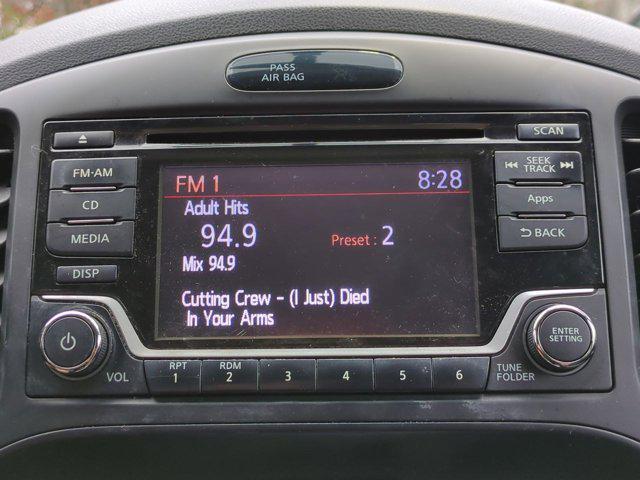 PASS
AIR BAG
SCAN
FM-AM
CD
MEDIA
DISP
FM 1 8:28
Adult Hits
94.9 Preset : 2
Mix 94.9
Cutting Crew - (I Just) Died
In Your Arms
SEEK
TRACK
Apps
BACK
VOL
RPT
1
RDM
2
3
4
5
6
TUNE
FOLDER
ENTER
SETTING